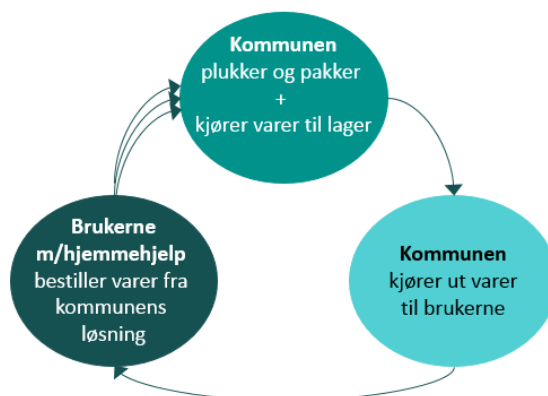 Kommunen
plukker og pakker
+
kjører varer til lager
Brukerne
m/hjemmehjelp
bestiller varer fra
kommunens
løsning
Kommunen
kjører ut varer
til brukerne